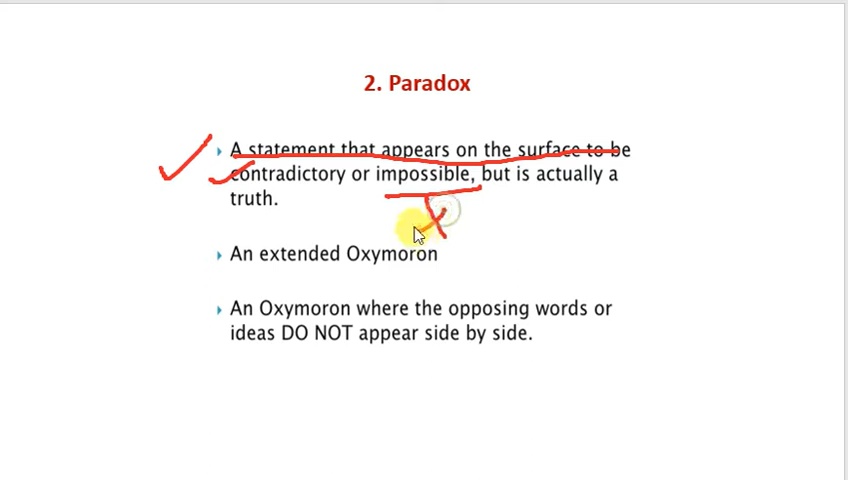 2. Paradox
A statement that appears on the surface to be
contradictory or impossible, but is actually a
truth.
An extended Oxymoron
An Oxymoron where the opposing words or
ideas DO NOT appear side by side.